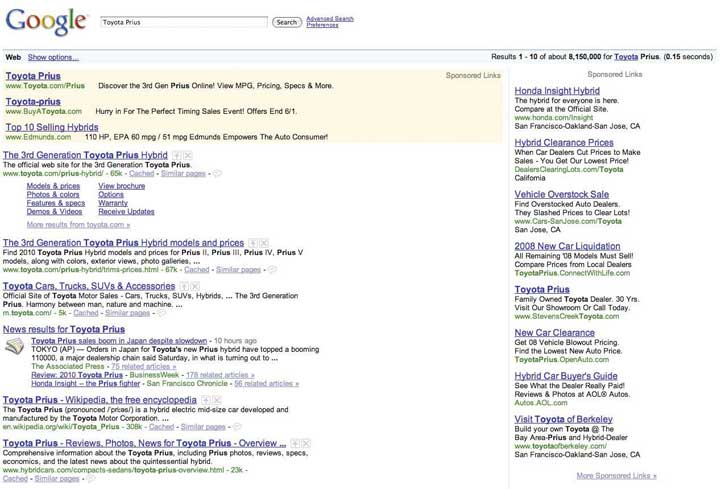 Google
Toyota Prius
Search
Advanced Search
Preferences
Web Show options...
Results 1 - 10 of about 8,150,000 for Toyota Prius. (0.15 seconds)
Sponsored Links
Toyota Prius
www.Toyota.com/Prius Discover the 3rd Gen Prius Online! View MPG, Pricing, Specs & More.
Toyota-prius
www.BuyAToyota.com Hurry in For The Perfect Timing Sales Event! Offers End 6/1.
Top 10 Selling Hybrids
www.Edmunds.com 110 HP, EPA 60 mpg / 51 mpg Edmunds Empowers The Auto Consumer!
The 3rd Generation Toyota Prius Hybrid
The official web site for the 3rd Generation Toyota Prius.
www.toyota.com/prius-hybrid/ - 65k - Cached - Similar pages -
Models & prices View brochure
Photos & colors Options
Features & specs Warranty
Demos & Videos Receive Updates
More results from toyota.com »
The 3rd Generation Toyota Prius Hybrid models and prices
Find 2010 Toyota Prius Hybrid models and prices for Prius II, Prius III, Prius IV, Prius V
models, along with colors, exterior views, photo galleries, ...
www.toyota.com/prius-hybrid/trims-prices.html - 67k - Cached - Similar pages -
Toyota Cars, Trucks, SUVs & Accessories
Official Site of Toyota Motor Sales - Cars, Trucks, SUVs, Hybrids, ... The 3rd Generation
Prius. Harmony between man, nature and machine. ...
m.toyota.com/ - 5k - Cached - Similar pages -
News results for Toyota Prius
Toyota Prius sales boom in Japan despite slowdown - 10 hours ago
TOKYO (AP) — Orders in Japan for Toyota's new Prius hybrid have topped a booming
110000, a major dealership chain said Saturday, in what is turning out to ...
The Associated Press - 75 related articles »
Review: 2010 Toyota Prius - BusinessWeek - 178 related articles »
Honda Insight -- the Prius fighter - San Francisco Chronicle - 56 related articles »
Toyota Prius - Wikipedia, the free encyclopedia
The Toyota Prius (pronounced /ˈpriəs/) is a hybrid electric mid-size car developed and
manufactured by the Toyota Motor Corporation. ...
en.wikipedia.org/wiki/Toyota_Prius - 308k - Cached - Similar pages -
Toyota Prius - Reviews, Photos, News for Toyota Prius - Overview ...
Comprehensive information about the Toyota Prius, including Prius photos, reviews, specs,
economics, and the latest news about the quintessential hybrid.
www.hybridcars.com/compacts-sedans/toyota-prius-overview.html - 23k -
Cached - Similar pages -
Sponsored Links
Honda Insight Hybrid
The hybrid for everyone is here.
Compare at the Official Site.
www.honda.com/Insight
San Francisco-Oakland-San Jose, CA
Hybrid Clearance Prices
When Car Dealers Cut Prices to Make
Sales - You Get Our Lowest Price!
DealersClearingLots.com/Toyota
California
Vehicle Overstock Sale
Find Overstocked Auto Dealers.
They Slashed Prices to Clear Lots!
www.Cars-SanJose.com/Toyota
San Jose, CA
2008 New Car Liquidation
All Remaining '08 Models Must Sell!
Compare Prices from Local Dealers
ToyotaPrius.ConnectWithLife.com
Toyota Prius
Family Owned Toyota Dealer. 30 Yrs.
Visit Our Showroom Or Call Today.
www.StevensCreekToyota.com
New Car Clearance
Get 08 Vehicle Blowout Pricing.
Find the Lowest New Auto Price.
ToyotaPrius.OpenAuto.com
Hybrid Car Buyer's Guide
See What the Dealer Really Paid!
Reviews & Photos at AOL® Autos.
Autos.AOL.com
Visit Toyota of Berkeley
Build your own Toyota @ The
Bay Area-Prius and Hybrid-Dealer
www.toyotaofberkeley.com/
San Francisco-Oakland-San Jose, CA
More Sponsored Links »